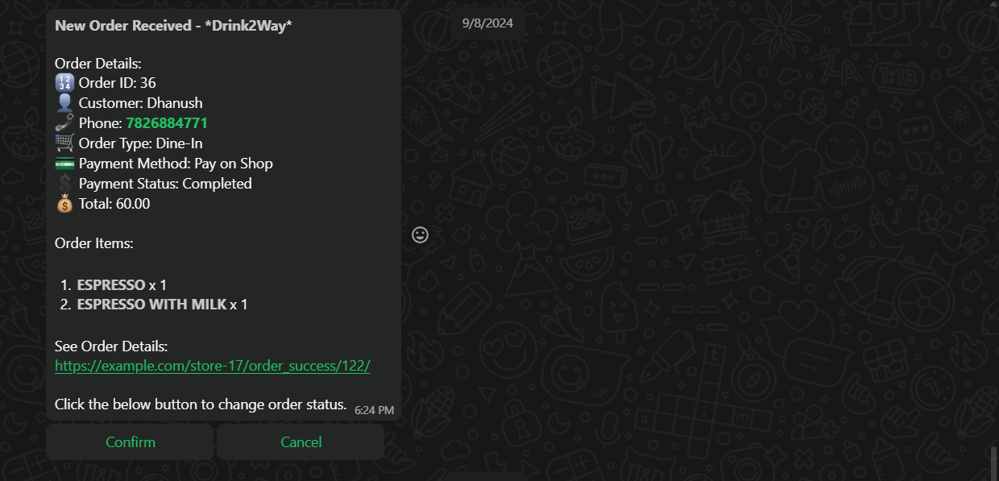 9/8/2024
New Order Received - *Drink2Way*
Order Details:
🔢 Order ID: 36
👤 Customer: Dhanush
📞 Phone: 7826884771
🛒 Order Type: Dine-In
💳 Payment Method: Pay on Shop
💲 Payment Status: Completed
💰 Total: 60.00
Order Items:
1. ESPRESSO x 1
2. ESPRESSO WITH MILK x 1
See Order Details:
https://example.com/store-17/order_success/122/
Click the below button to change order status. 6:24 PM
Confirm
Cancel